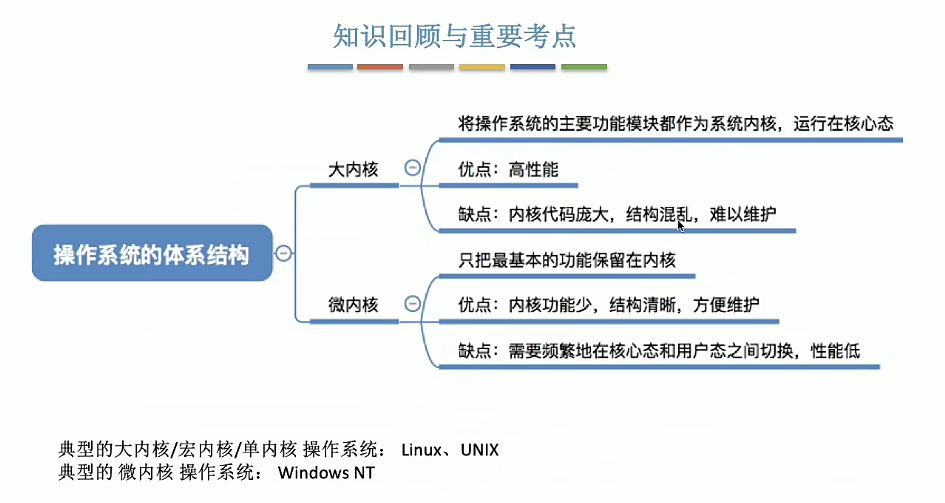 知识回顾与重要考点
操作系统的体系结构
大内核
将操作系统的主要功能模块都作为系统内核，运行在核心态
优点：高性能
缺点：内核代码庞大，结构混乱，难以维护
微内核
只把最基本的功能保留在内核
优点：内核功能少，结构清晰，方便维护
缺点：需要频繁地在核心态和用户态之间切换，性能低
典型的大内核/宏内核/单内核 操作系统： Linux、UNIX
典型的 微内核 操作系统： Windows NT